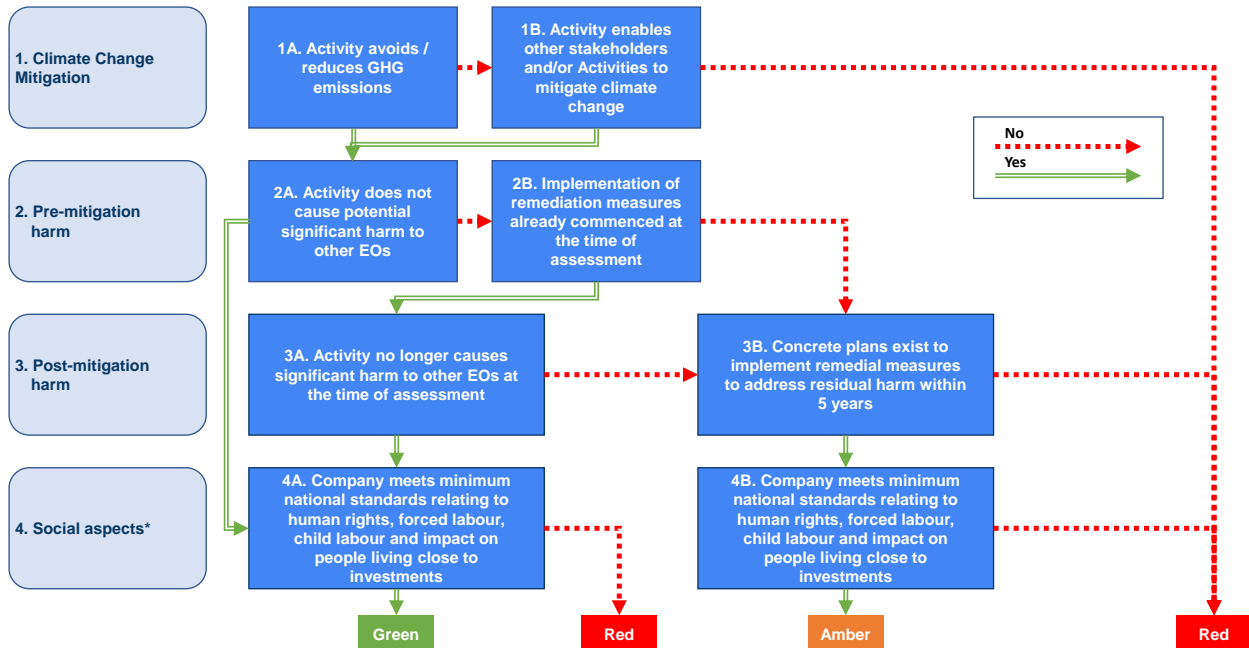 1. Climate Change
Mitigation
1A. Activity avoids /
reduces GHG
emissions
1B. Activity enables
other stakeholders
and/or Activities to
mitigate climate
change
No
Yes
2. Pre-mitigation
harm
2A. Activity does not
cause potential
significant harm to
other EOs
2B. Implementation of
remediation measures
already commenced at
the time of
assessment
3. Post-mitigation
harm
3A. Activity no longer causes
significant harm to other EOs at
the time of assessment
3B. Concrete plans exist to
implement remedial measures
to address residual harm within
5 years
4. Social aspects*
4A. Company meets minimum
national standards relating to
human rights, forced labour,
child labour and impact on
people living close to
investments
4B. Company meets minimum
national standards relating to
human rights, forced labour,
child labour and impact on
people living close to
investments
Green
Red
Amber
Red